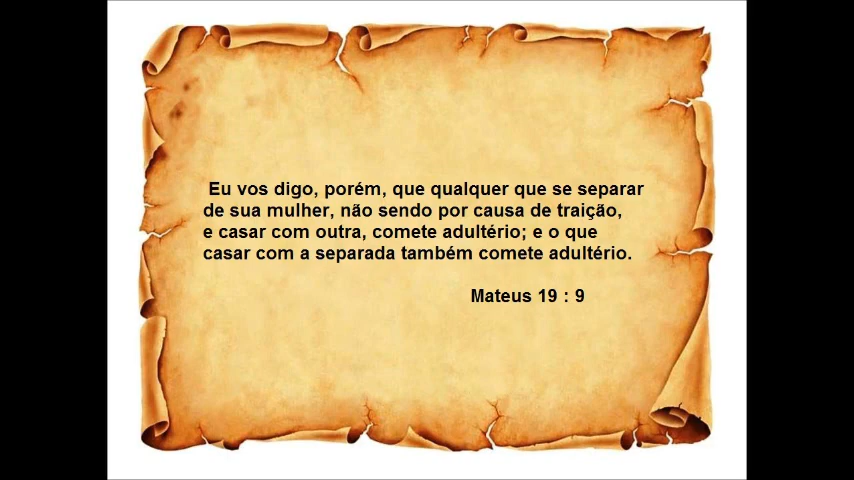 Eu vos digo, porém, que qualquer que se separar
de sua mulher, não sendo por causa de traição,
e casar com outra, comete adultério; e o que
casar com a separada também comete adultério.
Mateus 19 : 9